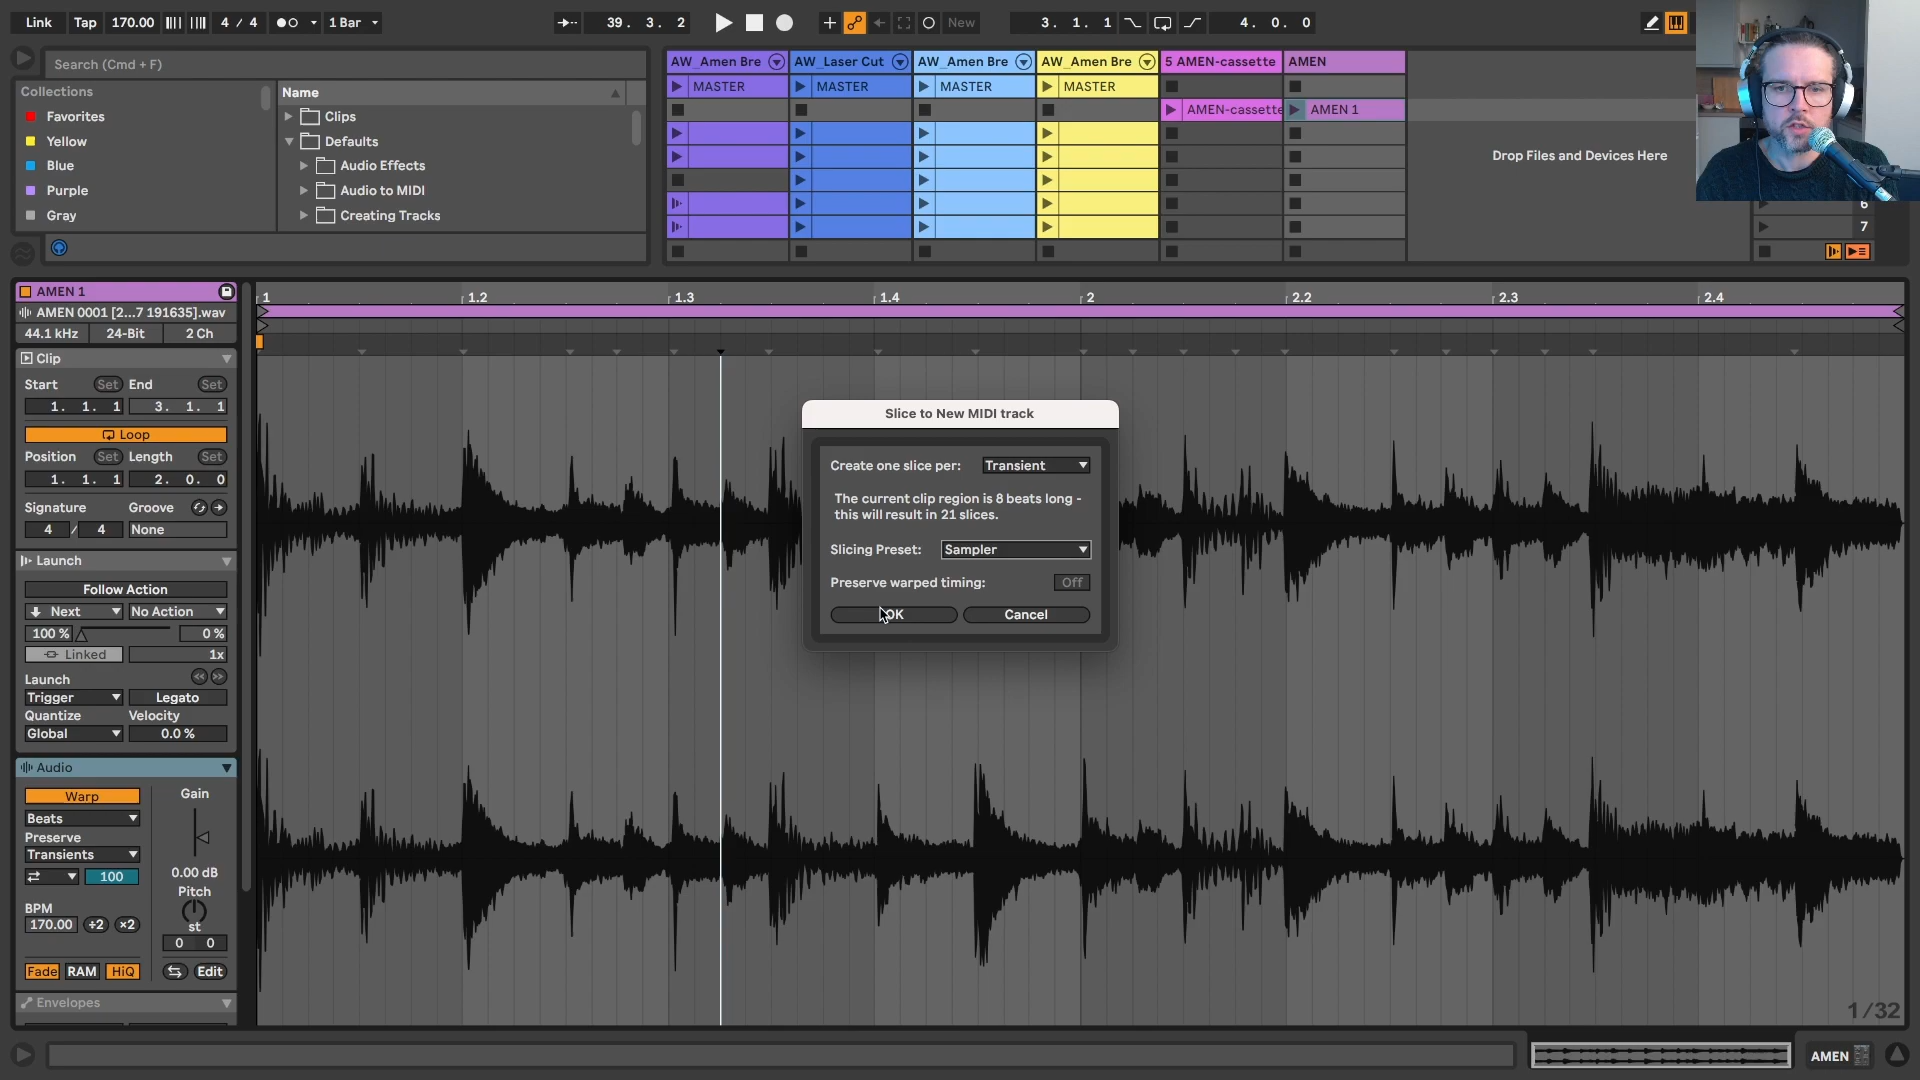 Link Tap 170.00 4 / 4 1 Bar 39. 3. 2 New 3. 1. 1 4. 0. 0
Search (Cmd + F)
Collections
Favorites
Yellow
Blue
Purple
Gray
Name
Clips
Defaults
Audio Effects
Audio to MIDI
Creating Tracks
AW_Amen Bre AW_Laser Cut AW_Amen Bre AW_Amen Bre 5 AMEN-cassette AMEN
MASTER MASTER MASTER MASTER
AMEN-cassette AMEN 1
Drop Files and Devices Here
6
7
AMEN 1
AMEN 0001 [2...7 191635].wav
44.1 kHz 24-Bit 2 Ch
Clip
Start Set End Set
1. 1. 1 3. 1. 1
Loop
Position Set Length Set
1. 1. 1 2. 0. 0
Signature Groove
4 / 4 None
Launch
Follow Action
Next No Action
100 % 0 %
Linked 1x
Launch
Trigger Legato
Quantize Velocity
Global 0.0 %
Audio
Warp Gain
Beats
Preserve
Transients
100 0.00 dB
Pitch
BPM st
170.00 ÷2 ×2
0 0
Fade RAM HiQ Edit
Envelopes
1 1.2 1.3 1.4 2 2.2 2.3 2.4
Slice to New MIDI track
Create one slice per: Transient
The current clip region is 8 beats long -
this will result in 21 slices.
Slicing Preset: Sampler
Preserve warped timing: Off
OK Cancel
1/32
AMEN